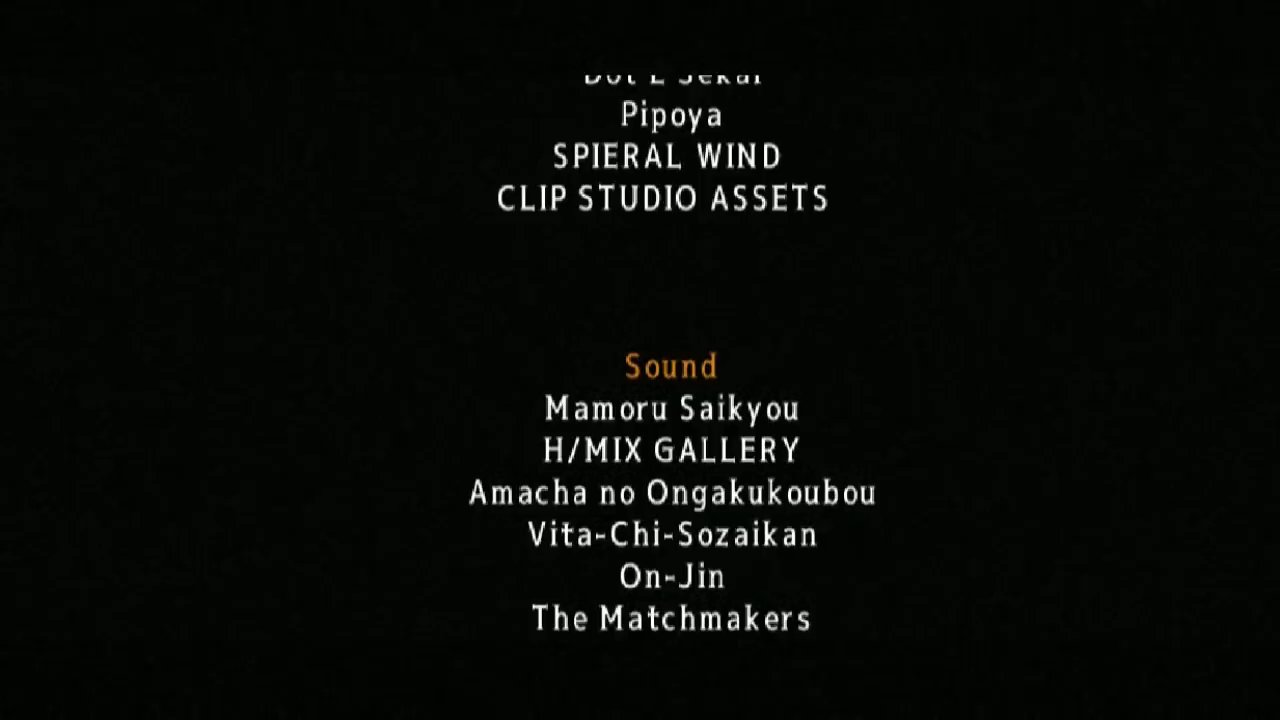 Pipoya
SPIERAL WIND
CLIP STUDIO ASSETS
Sound
Mamoru Saikyou
H/MIX GALLERY
Amacha no Ongakukoubou
Vita-Chi-Sozaikan
On-Jin
The Matchmakers